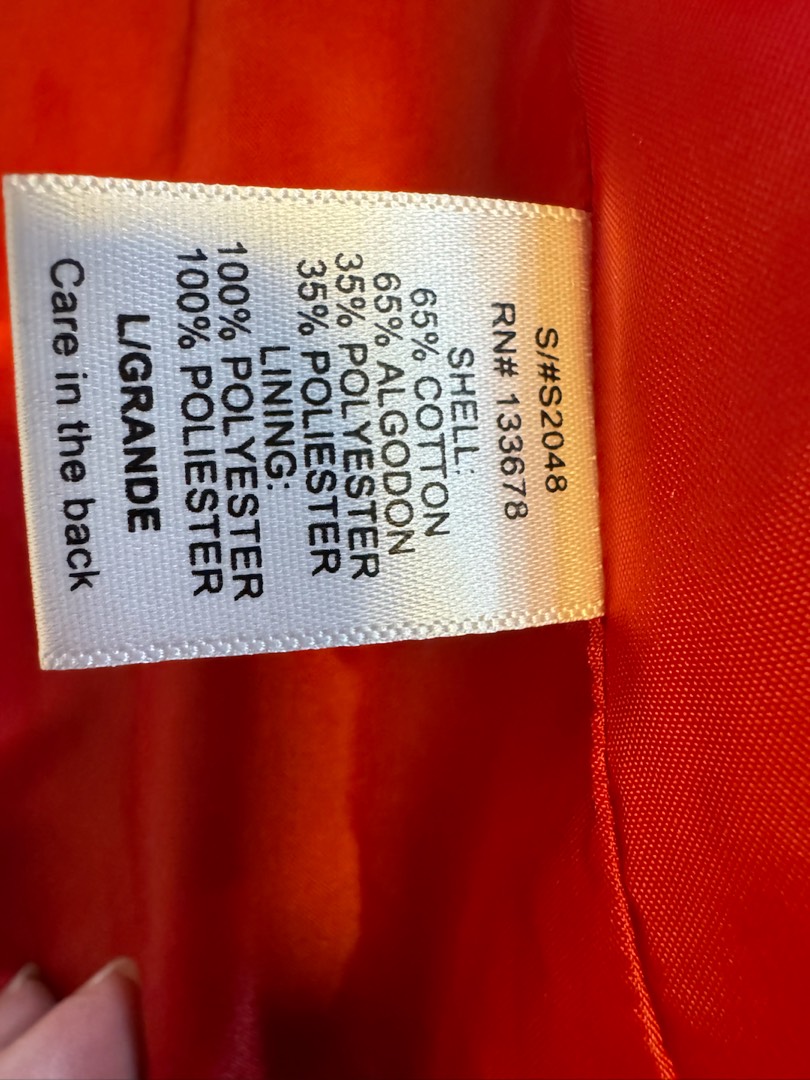 S/#S2048
RN# 133678
SHELL:
65% COTTON
65% ALGODON
35% POLYESTER
35% POLIESTER
LINING:
100% POLYESTER
100% POLIESTER
L/GRANDE
Care in the back